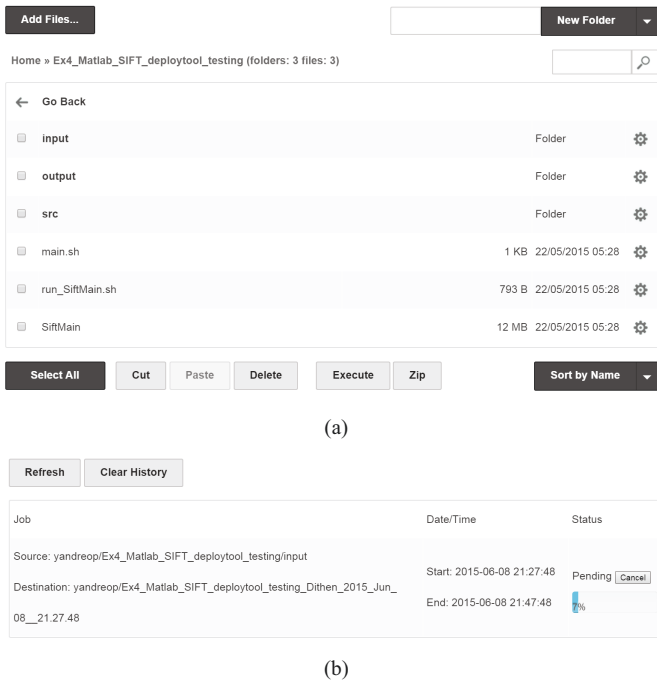 Add Files...
New Folder
Home » Ex4_Matlab_SIFT_deploytool_testing (folders: 3 files: 3)
Go Back
input Folder
output Folder
src Folder
main.sh 1 KB 22/05/2015 05:28
run_SiftMain.sh 793 B 22/05/2015 05:28
SiftMain 12 MB 22/05/2015 05:28
Select All Cut Paste Delete Execute Zip Sort by Name
(a)
Refresh Clear History
Job Date/Time Status
Source: yandreop/Ex4_Matlab_SIFT_deploytool_testing/input
Destination: yandreop/Ex4_Matlab_SIFT_deploytool_testing_Dithen_2015_Jun_
08__21.27.48
Start: 2015-06-08 21:27:48
End: 2015-06-08 21:47:48
Pending Cancel
7%
(b)